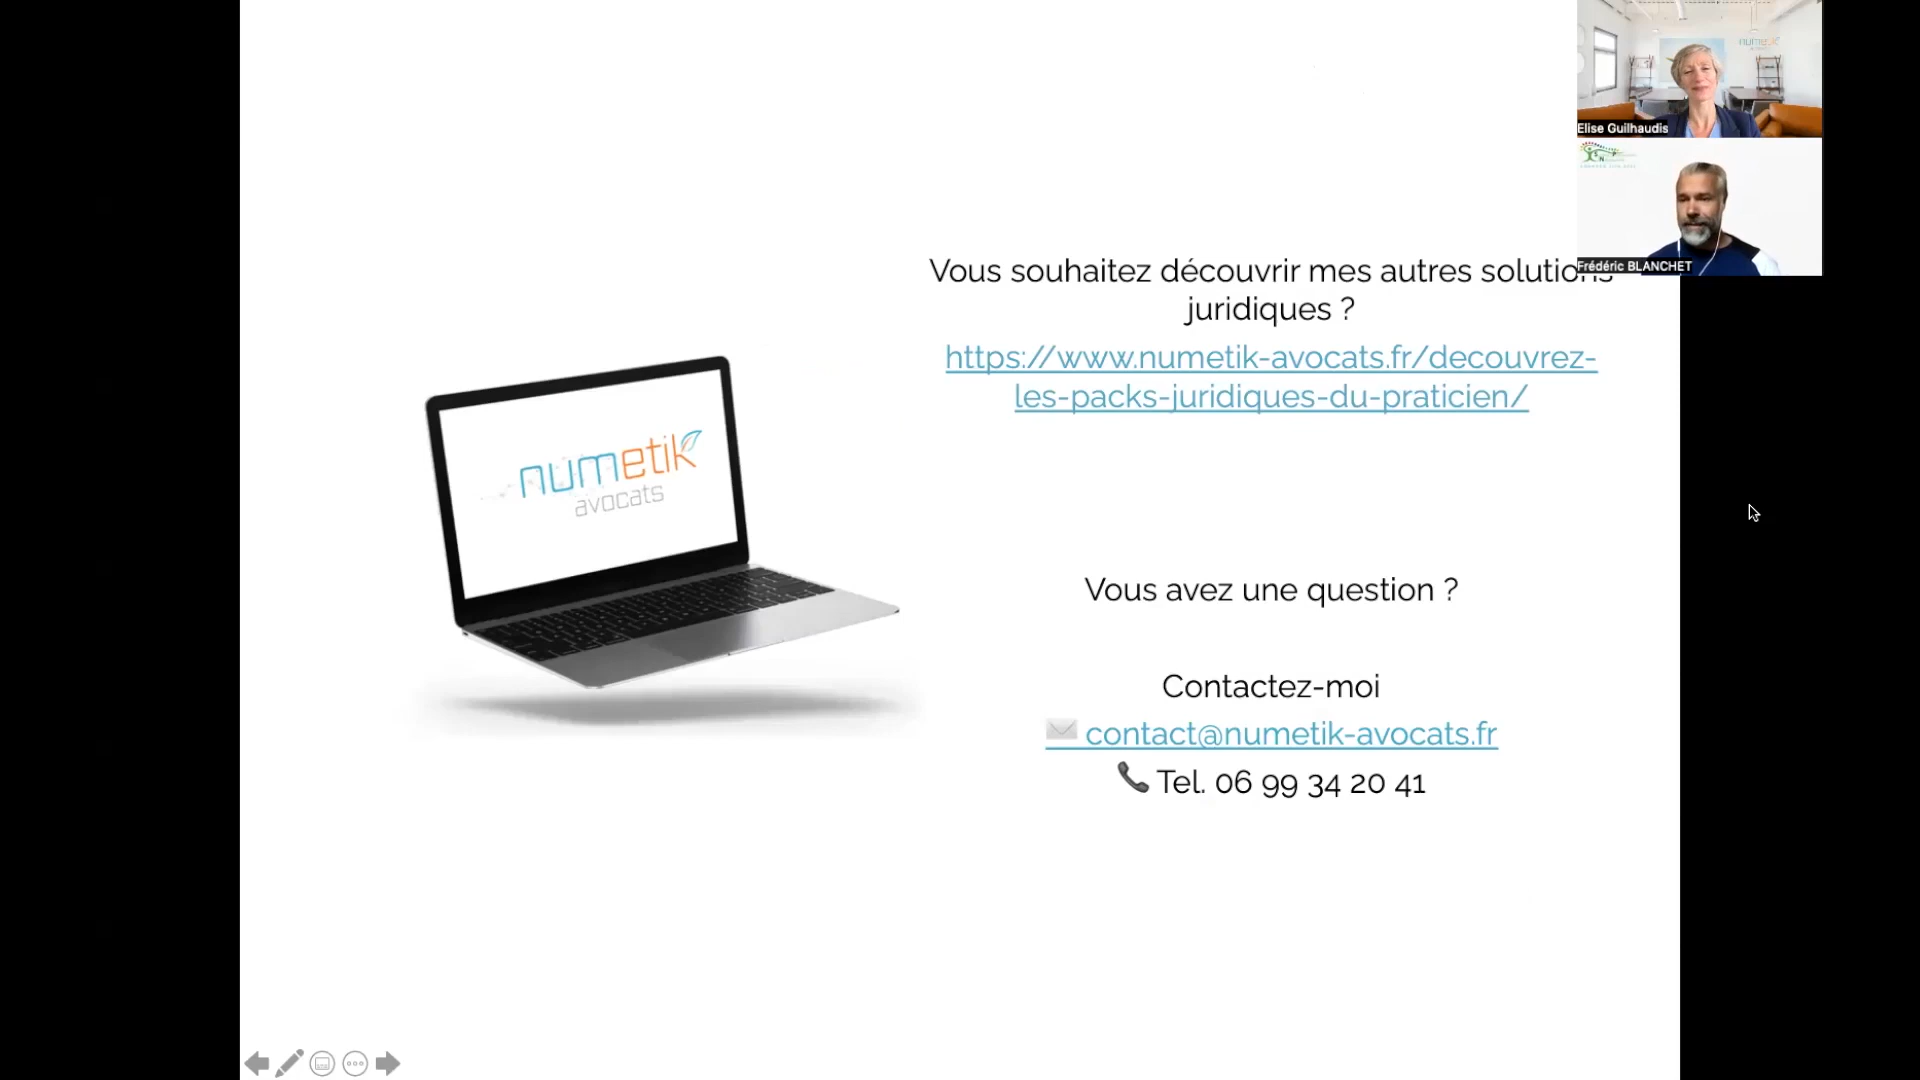 numetik
Elise Guilhaudis
Frédéric BLANCHET
Vous souhaitez découvrir mes autres solutions
juridiques ?
https://www.numetik-avocats.fr/decouvrez-
les-packs-juridiques-du-praticien/
numetik
avocats
Vous avez une question ?
Contactez-moi
contact@numetik-avocats.fr
Tel. 06 99 34 20 41